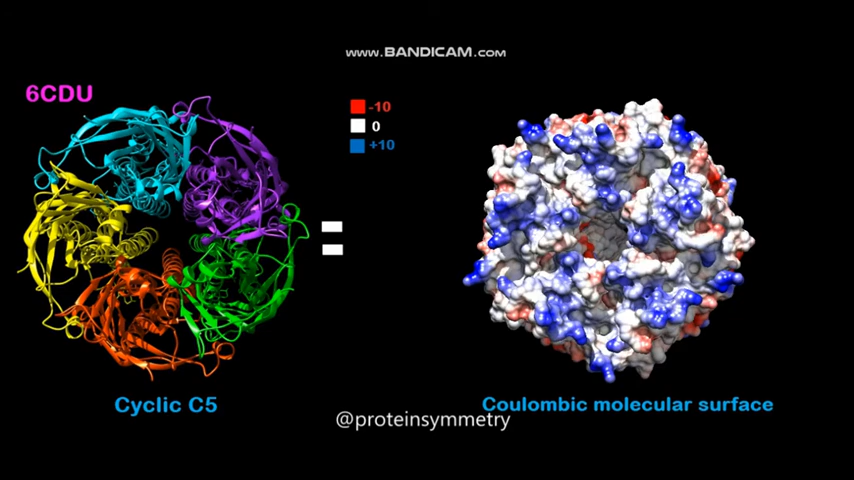 www.BANDICAM.com
6CDU
-10
0
+10
Cyclic C5
Coulombic molecular surface
@proteinsymmetry